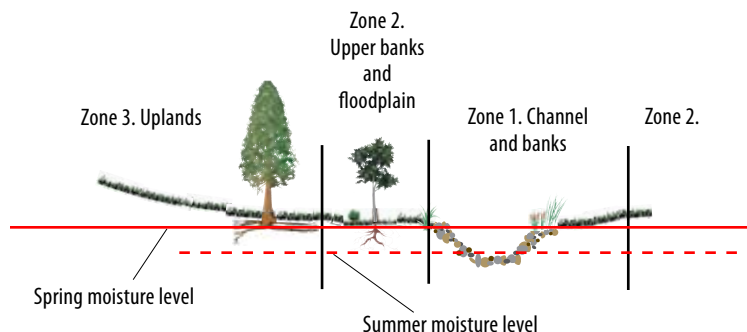 Zone 2.
Upper banks
and
floodplain
Zone 3. Uplands
Zone 1. Channel
and banks
Zone 2.
Spring moisture level
Summer moisture level